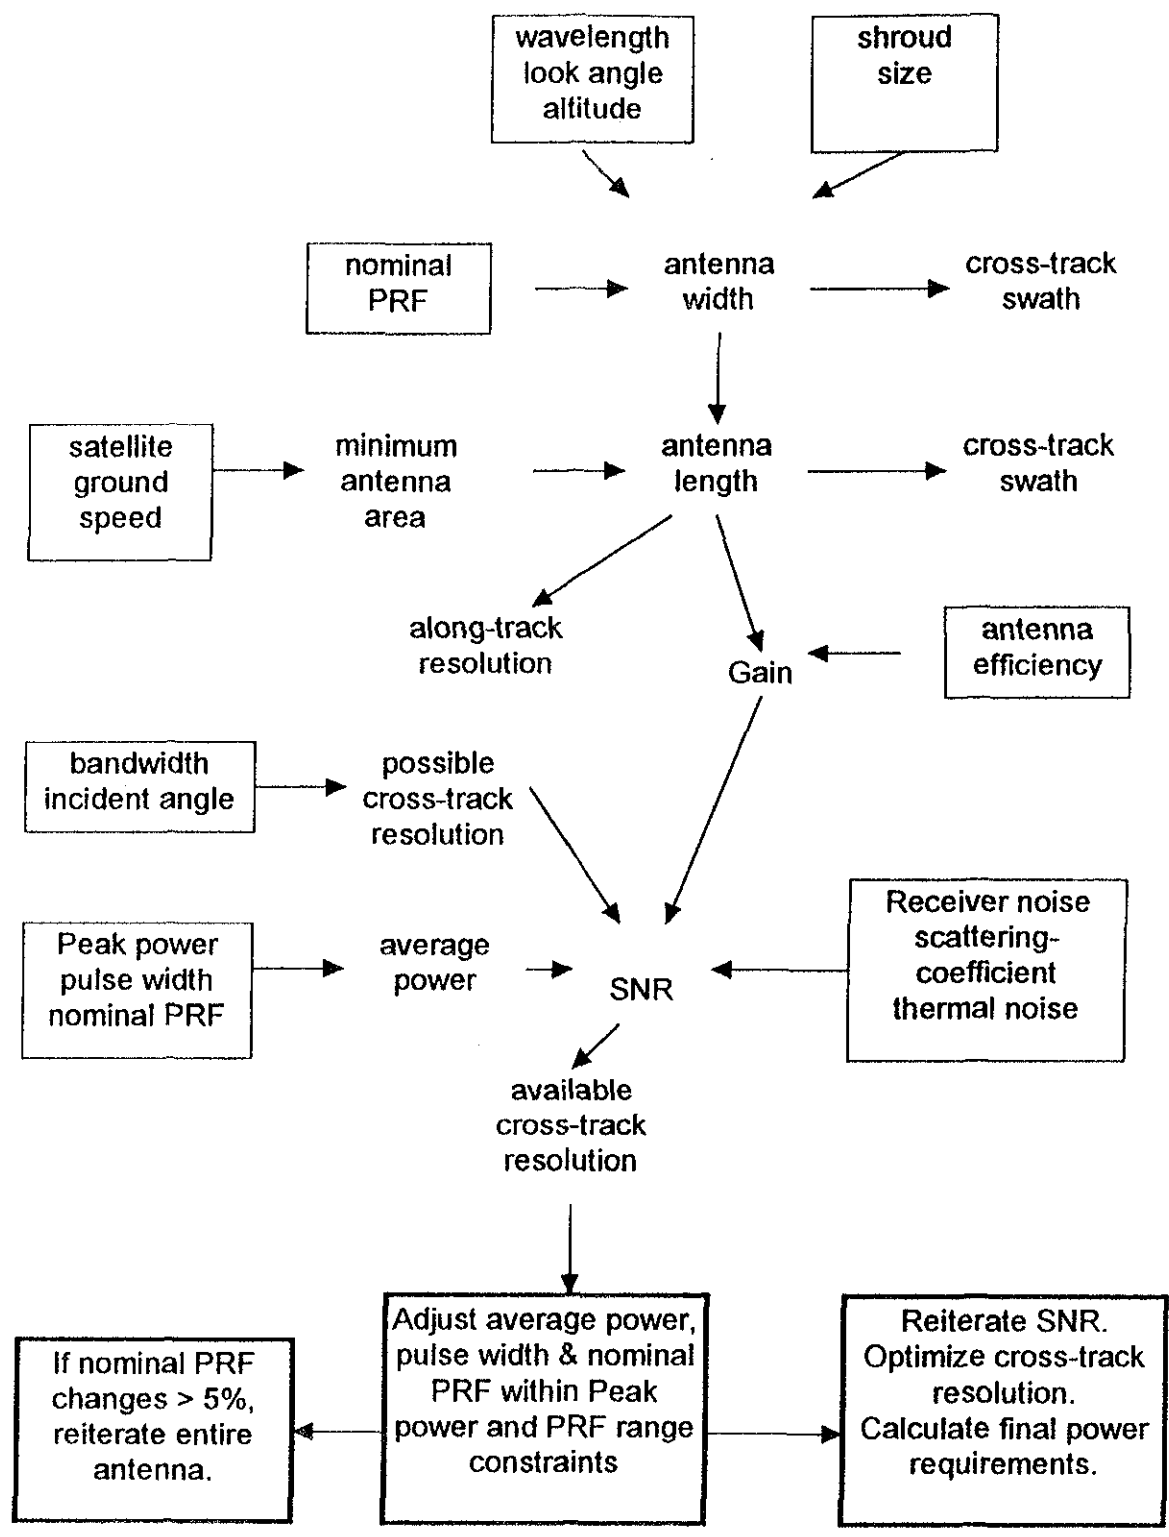 wavelength
look angle
altitude
shroud
size
nominal
PRF
antenna
width
cross-track
swath
satellite
ground
speed
minimum
antenna
area
antenna
length
cross-track
swath
along-track
resolution
Gain
antenna
efficiency
bandwidth
incident angle
possible
cross-track
resolution
Peak power
pulse width
nominal PRF
average
power
SNR
Receiver noise
scattering-
coefficient
thermal noise
available
cross-track
resolution
If nominal PRF
changes > 5%,
reiterate entire
antenna.
Adjust average power,
pulse width & nominal
PRF within Peak
power and PRF range
constraints
Reiterate SNR.
Optimize cross-track
resolution.
Calculate final power
requirements.